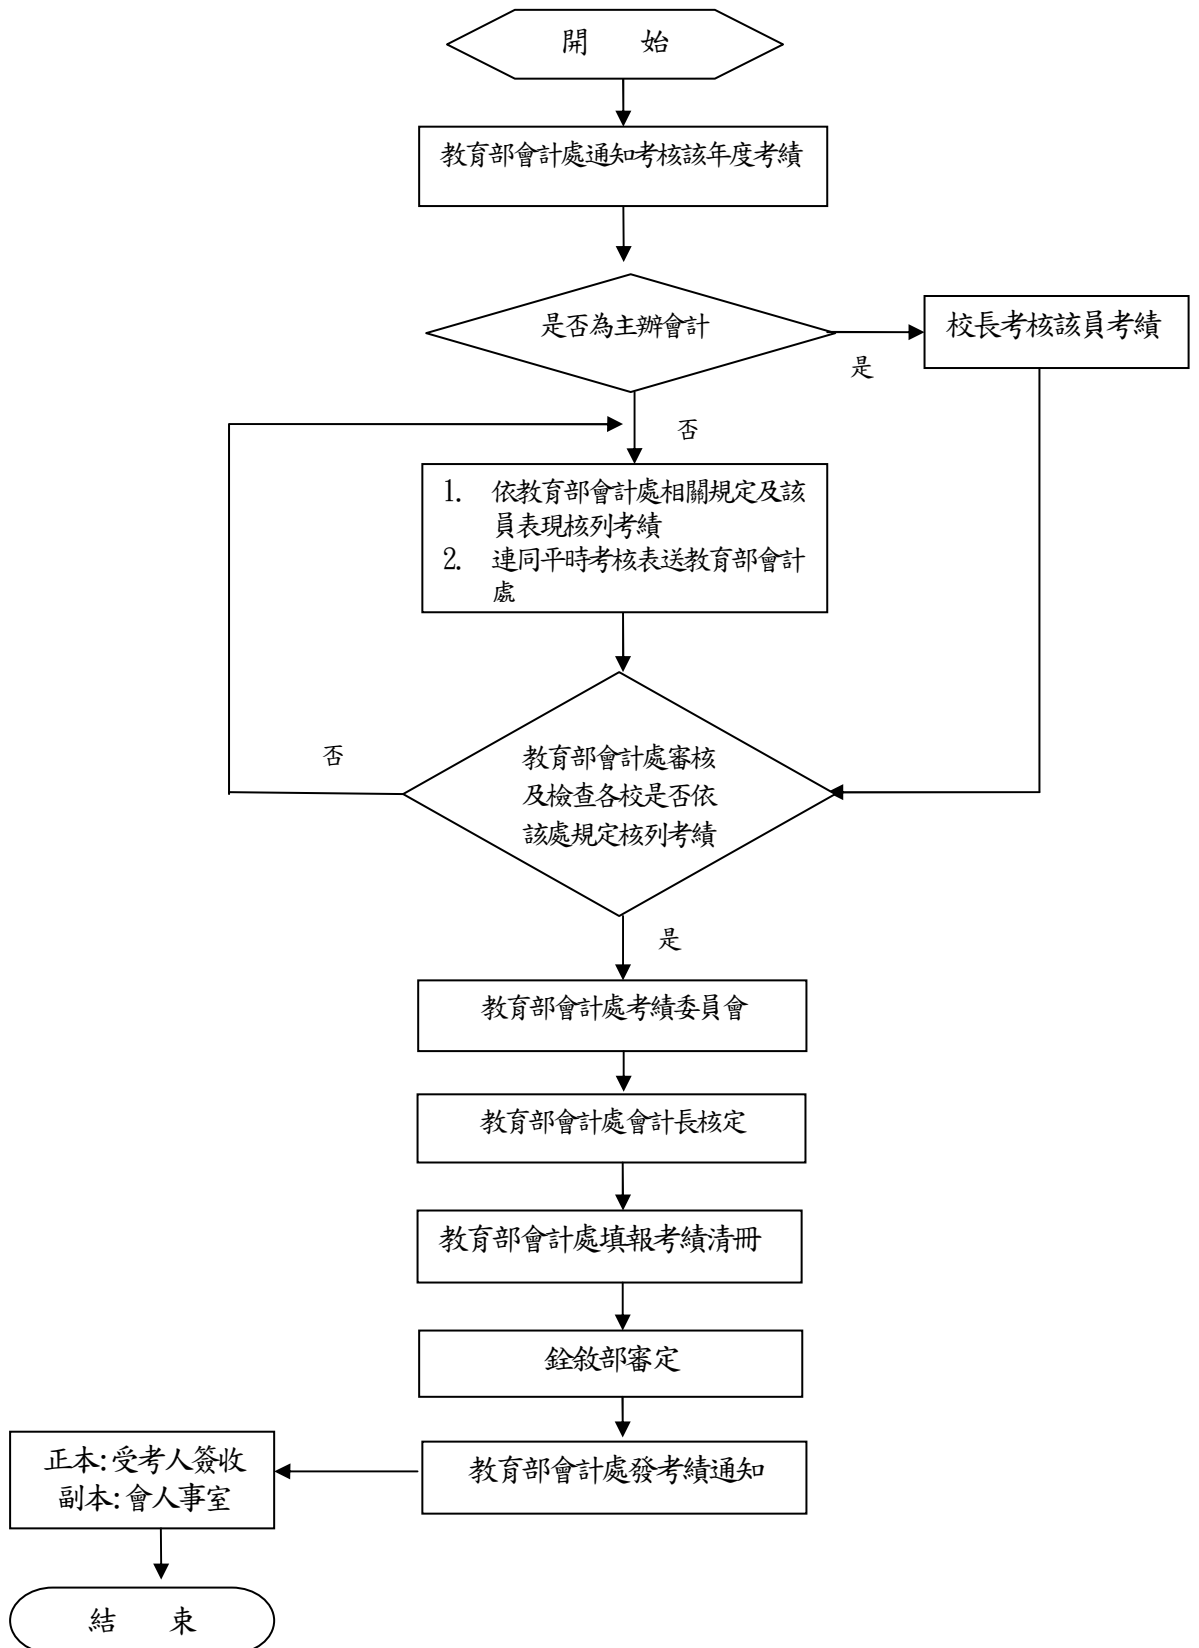 開 始
教育部會計處通知考核該年度考績
是否為主辦會計
校長考核該員考績
是
否
1. 依教育部會計處相關規定及該
員表現核列考績
2. 連同平時考核表送教育部會計
處
否
教育部會計處審核
及檢查各校是否依
該處規定核列考績
是
教育部會計處考績委員會
教育部會計處會計長核定
教育部會計處填報考績清冊
銓敘部審定
教育部會計處發考績通知
正本:受考人簽收
副本:會人事室
結 束